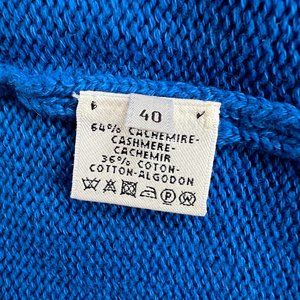 40
64% CACHEMIRE-
CASHMERE-
CACHEMIR
36% COTON-
COTTON-ALGODON
P W